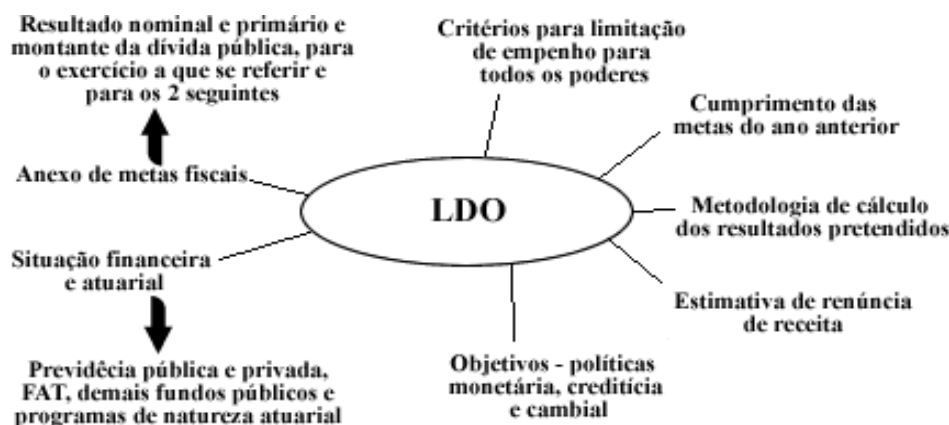 Resultado nominal e primário e
montante da dívida pública, para
o exercício a que se referir e
para os 2 seguintes
Anexo de metas fiscais
Situação financeira
e atuarial
Previdêcia pública e privada,
FAT, demais fundos públicos e
programas de natureza atuarial
LDO
Critérios para limitação
de empenho para
todos os poderes
Cumprimento das
metas do ano anterior
Metodologia de cálculo
dos resultados pretendidos
Estimativa de renúncia
de receita
Objetivos - políticas
monetária, creditícia
e cambial